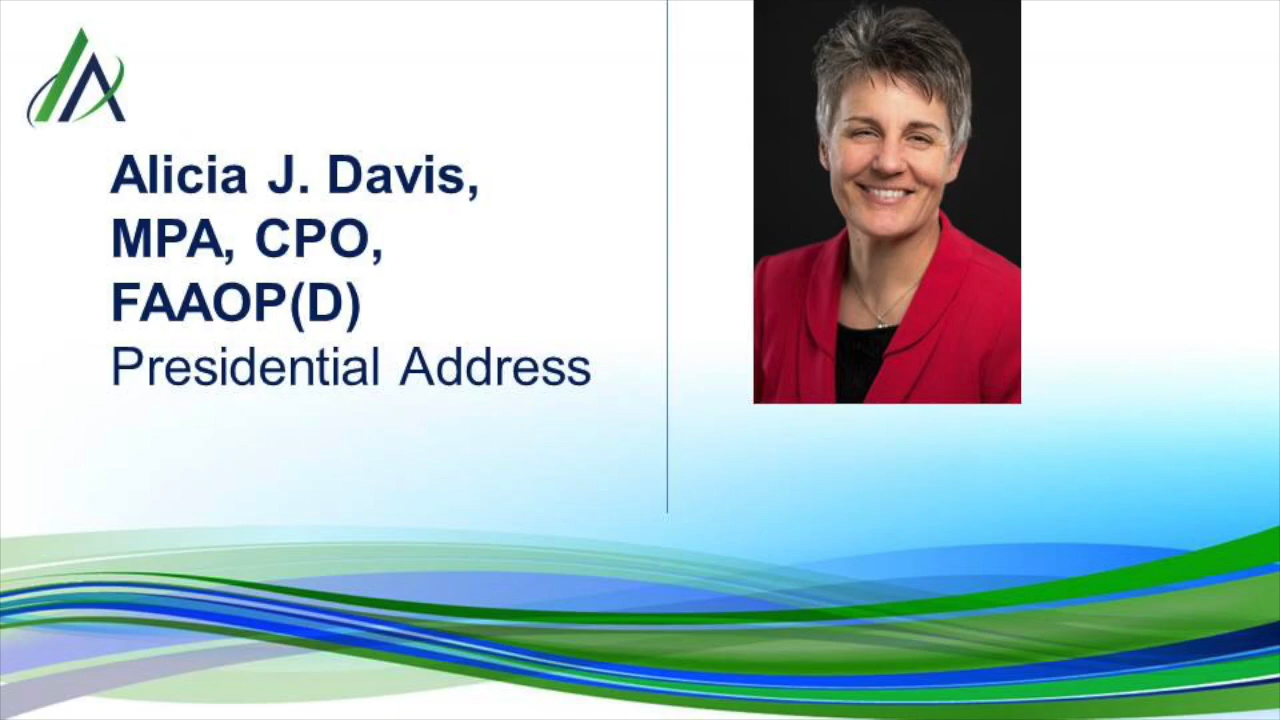 Alicia J. Davis,
MPA, CPO,
FAAOP(D)
Presidential Address